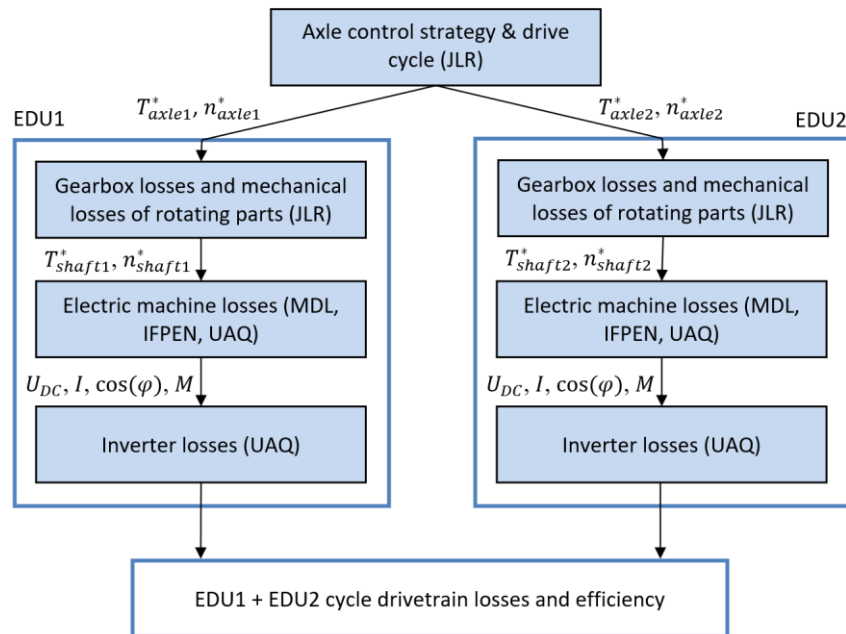 Axle control strategy & drive
cycle (JLR)
T*axle1, n*axle1
T*axle2, n*axle2
EDU1
EDU2
Gearbox losses and mechanical
losses of rotating parts (JLR)
T*shaft1, n*shaft1
Electric machine losses (MDL,
IFPEN, UAQ)
U_DC, I, cos(φ), M
Inverter losses (UAQ)
Gearbox losses and mechanical
losses of rotating parts (JLR)
T*shaft2, n*shaft2
Electric machine losses (MDL,
IFPEN, UAQ)
U_DC, I, cos(φ), M
Inverter losses (UAQ)
EDU1 + EDU2 cycle drivetrain losses and efficiency